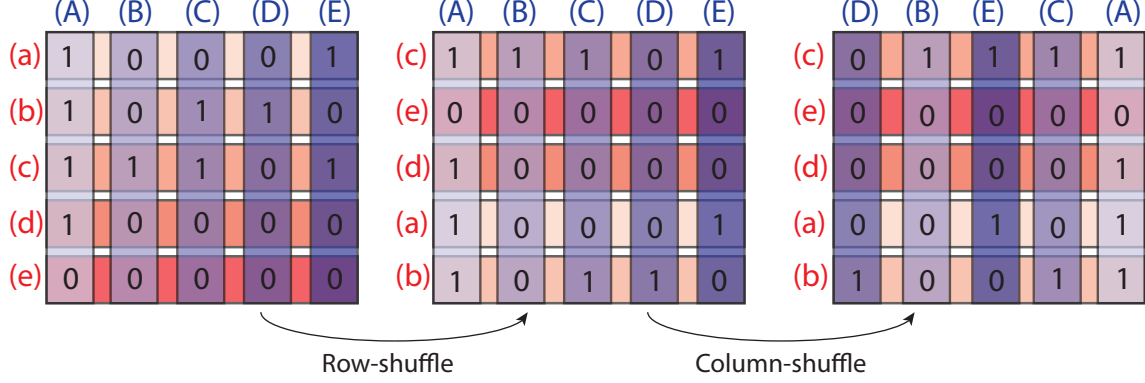 (A) (B) (C) (D) (E) (A) (B) (C) (D) (E) (D) (B) (E) (C) (A)
(a) 1 0 0 0 1 (c) 1 1 1 0 1 (c) 0 1 1 1 1
(b) 1 0 1 1 0 (e) 0 0 0 0 0 (e) 0 0 0 0 0
(c) 1 1 1 0 1 (d) 1 0 0 0 0 (d) 0 0 0 0 1
(d) 1 0 0 0 0 (a) 1 0 0 0 1 (a) 0 0 1 0 1
(e) 0 0 0 0 0 (b) 1 0 1 1 0 (b) 1 0 0 1 1
Row-shuffle Column-shuffle